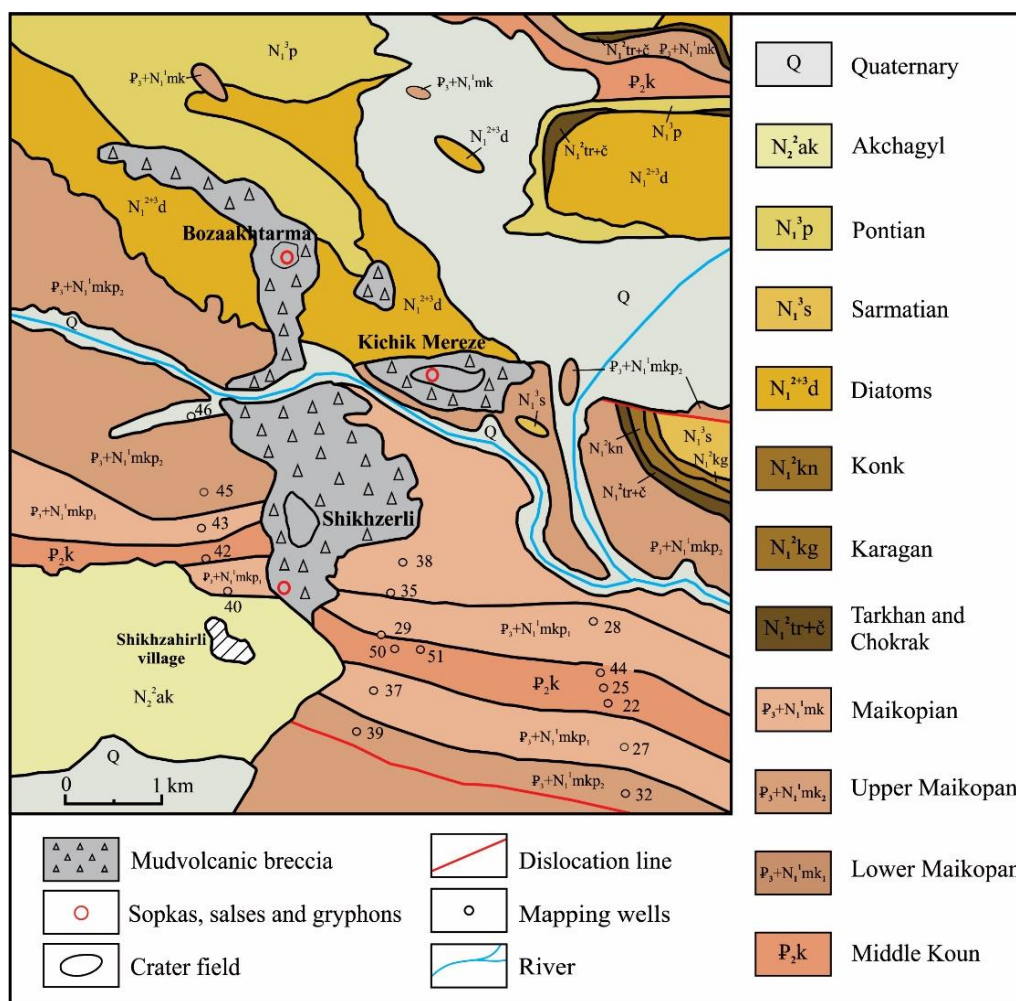 N₁³p
₽₃+N₁¹mk
₽₃+N₁¹mk
N₁²tr+č
₽₃+N₁¹mk
₽₂k
N₁³p
N₁²tr+č
N₁²⁺³d
N₁²⁺³d
N₁²⁺³d
Bozaakhtarma
₽₃+N₁¹mkp₂
N₁²⁺³d
Q
Q
Kichik Mereze
₽₃+N₁¹mkp₂
46
N₁³s
Q
N₁³s
N₁²kn
N₁²kg
₽₃+N₁¹mkp₂
N₁²tr+č
45
₽₃+N₁¹mkp₁
43
Shikhzerli
₽₃+N₁¹mkp₂
42
₽₂k
38
₽₃+N₁¹mkp₁
35
40
₽₃+N₁¹mkp₁
28
29
Shikhzahirli
village
50
51
44
₽₂k
25
N₂²ak
37
22
39
₽₃+N₁¹mkp₁
27
Q
₽₃+N₁¹mkp₂
32
0 1 km
Q Quaternary
N₂²ak Akchagyl
N₁³p Pontian
N₁³s Sarmatian
N₁²⁺³d Diatoms
N₁²kn Konk
N₁²kg Karagan
N₁²tr+č Tarkhan and
Chokrak
₽₃+N₁¹mk Maikopian
₽₃+N₁¹mk₂ Upper Maikopan
₽₃+N₁¹mk₁ Lower Maikopan
₽₂k Middle Koun
Mudvolcanic breccia
Dislocation line
Sopkas, salses and gryphons
Mapping wells
Crater field
River